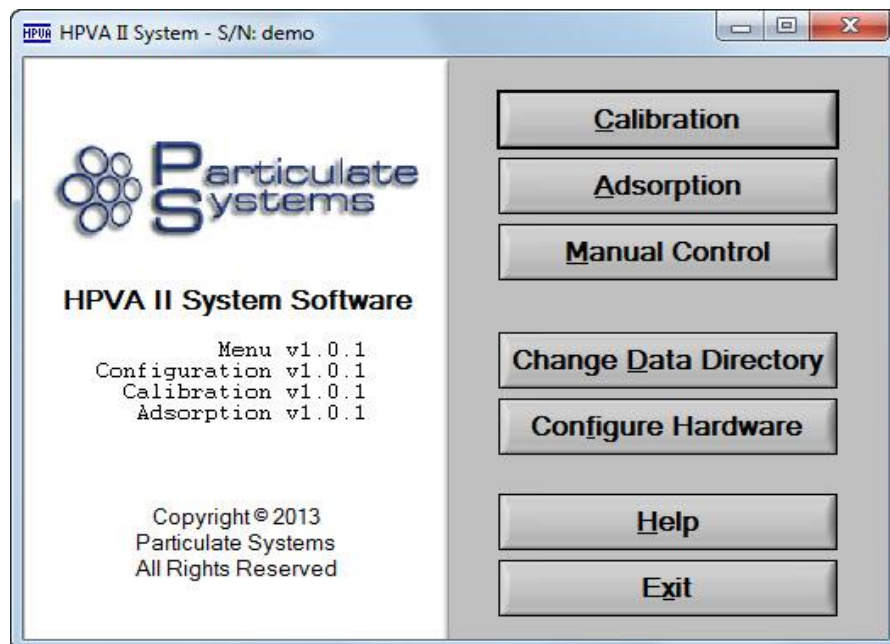 HPVA
HPVA II System - S/N: demo
Particulate
Systems
HPVA II System Software
Menu v1.0.1
Configuration v1.0.1
Calibration v1.0.1
Adsorption v1.0.1
Copyright © 2013
Particulate Systems
All Rights Reserved
Calibration
Adsorption
Manual Control
Change Data Directory
Configure Hardware
Help
Exit